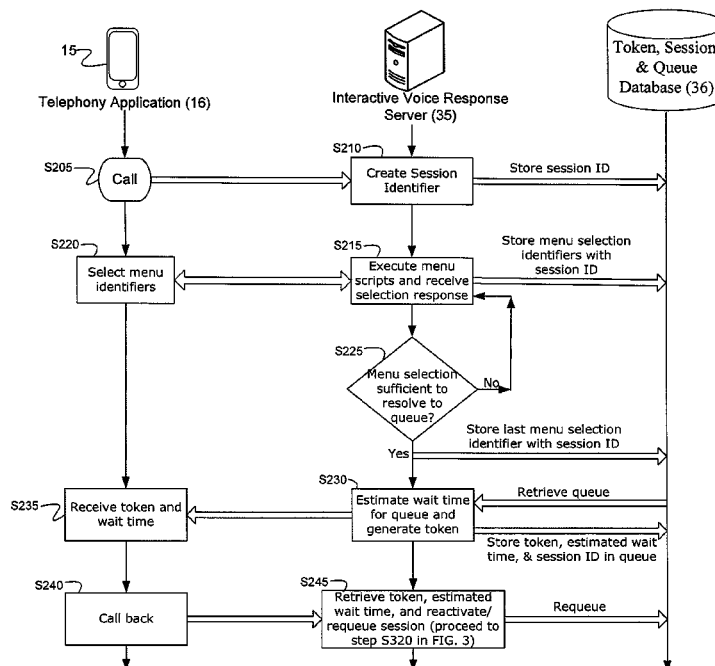 15
Telephony Application (16)
Interactive Voice Response
Server (35)
Token, Session
& Queue
Database (36)
S205
Call
S210
Create Session
Identifier
Store session ID
S220
Select menu
identifiers
S215
Execute menu
scripts and receive
selection response
Store menu selection
identifiers with
session ID
S225
Menu selection
sufficient to
resolve to
queue?
No
Yes
Store last menu selection
identifier with session ID
S235
Receive token and
wait time
S230
Estimate wait time
for queue and
generate token
Retrieve queue
Store token, estimated wait
time, & session ID in queue
S240
Call back
S245
Retrieve token, estimated
wait time, and reactivate/
requeue session (proceed to
step S320 in FIG. 3)
Requeue